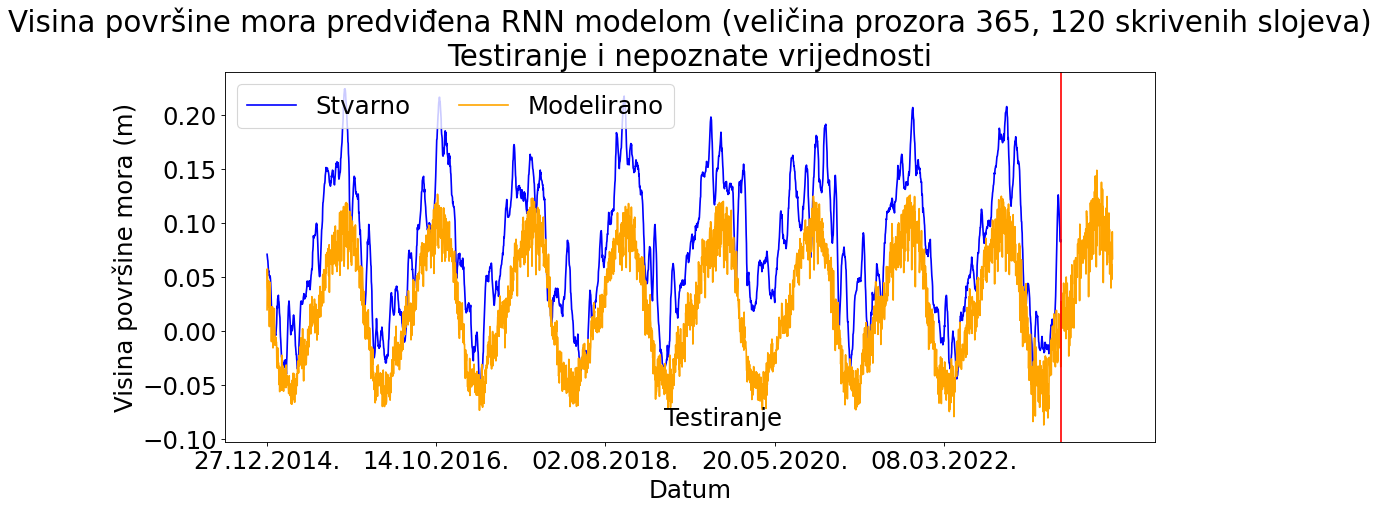 Visina površine mora predviđena RNN modelom (veličina prozora 365, 120 skrivenih slojeva)
Testiranje i nepoznate vrijednosti
Stvarno
Modelirano
Visina površine mora (m)
0.20
0.15
0.10
0.05
0.00
−0.05
−0.10
Testiranje
27.12.2014.
14.10.2016.
02.08.2018.
20.05.2020.
08.03.2022.
Datum